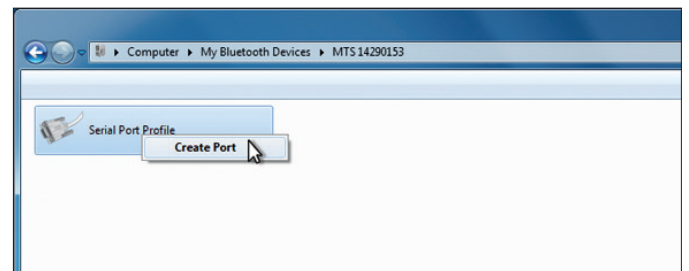 Computer ▸ My Bluetooth Devices ▸ MTS 14290153
Serial Port Profile
Create Port